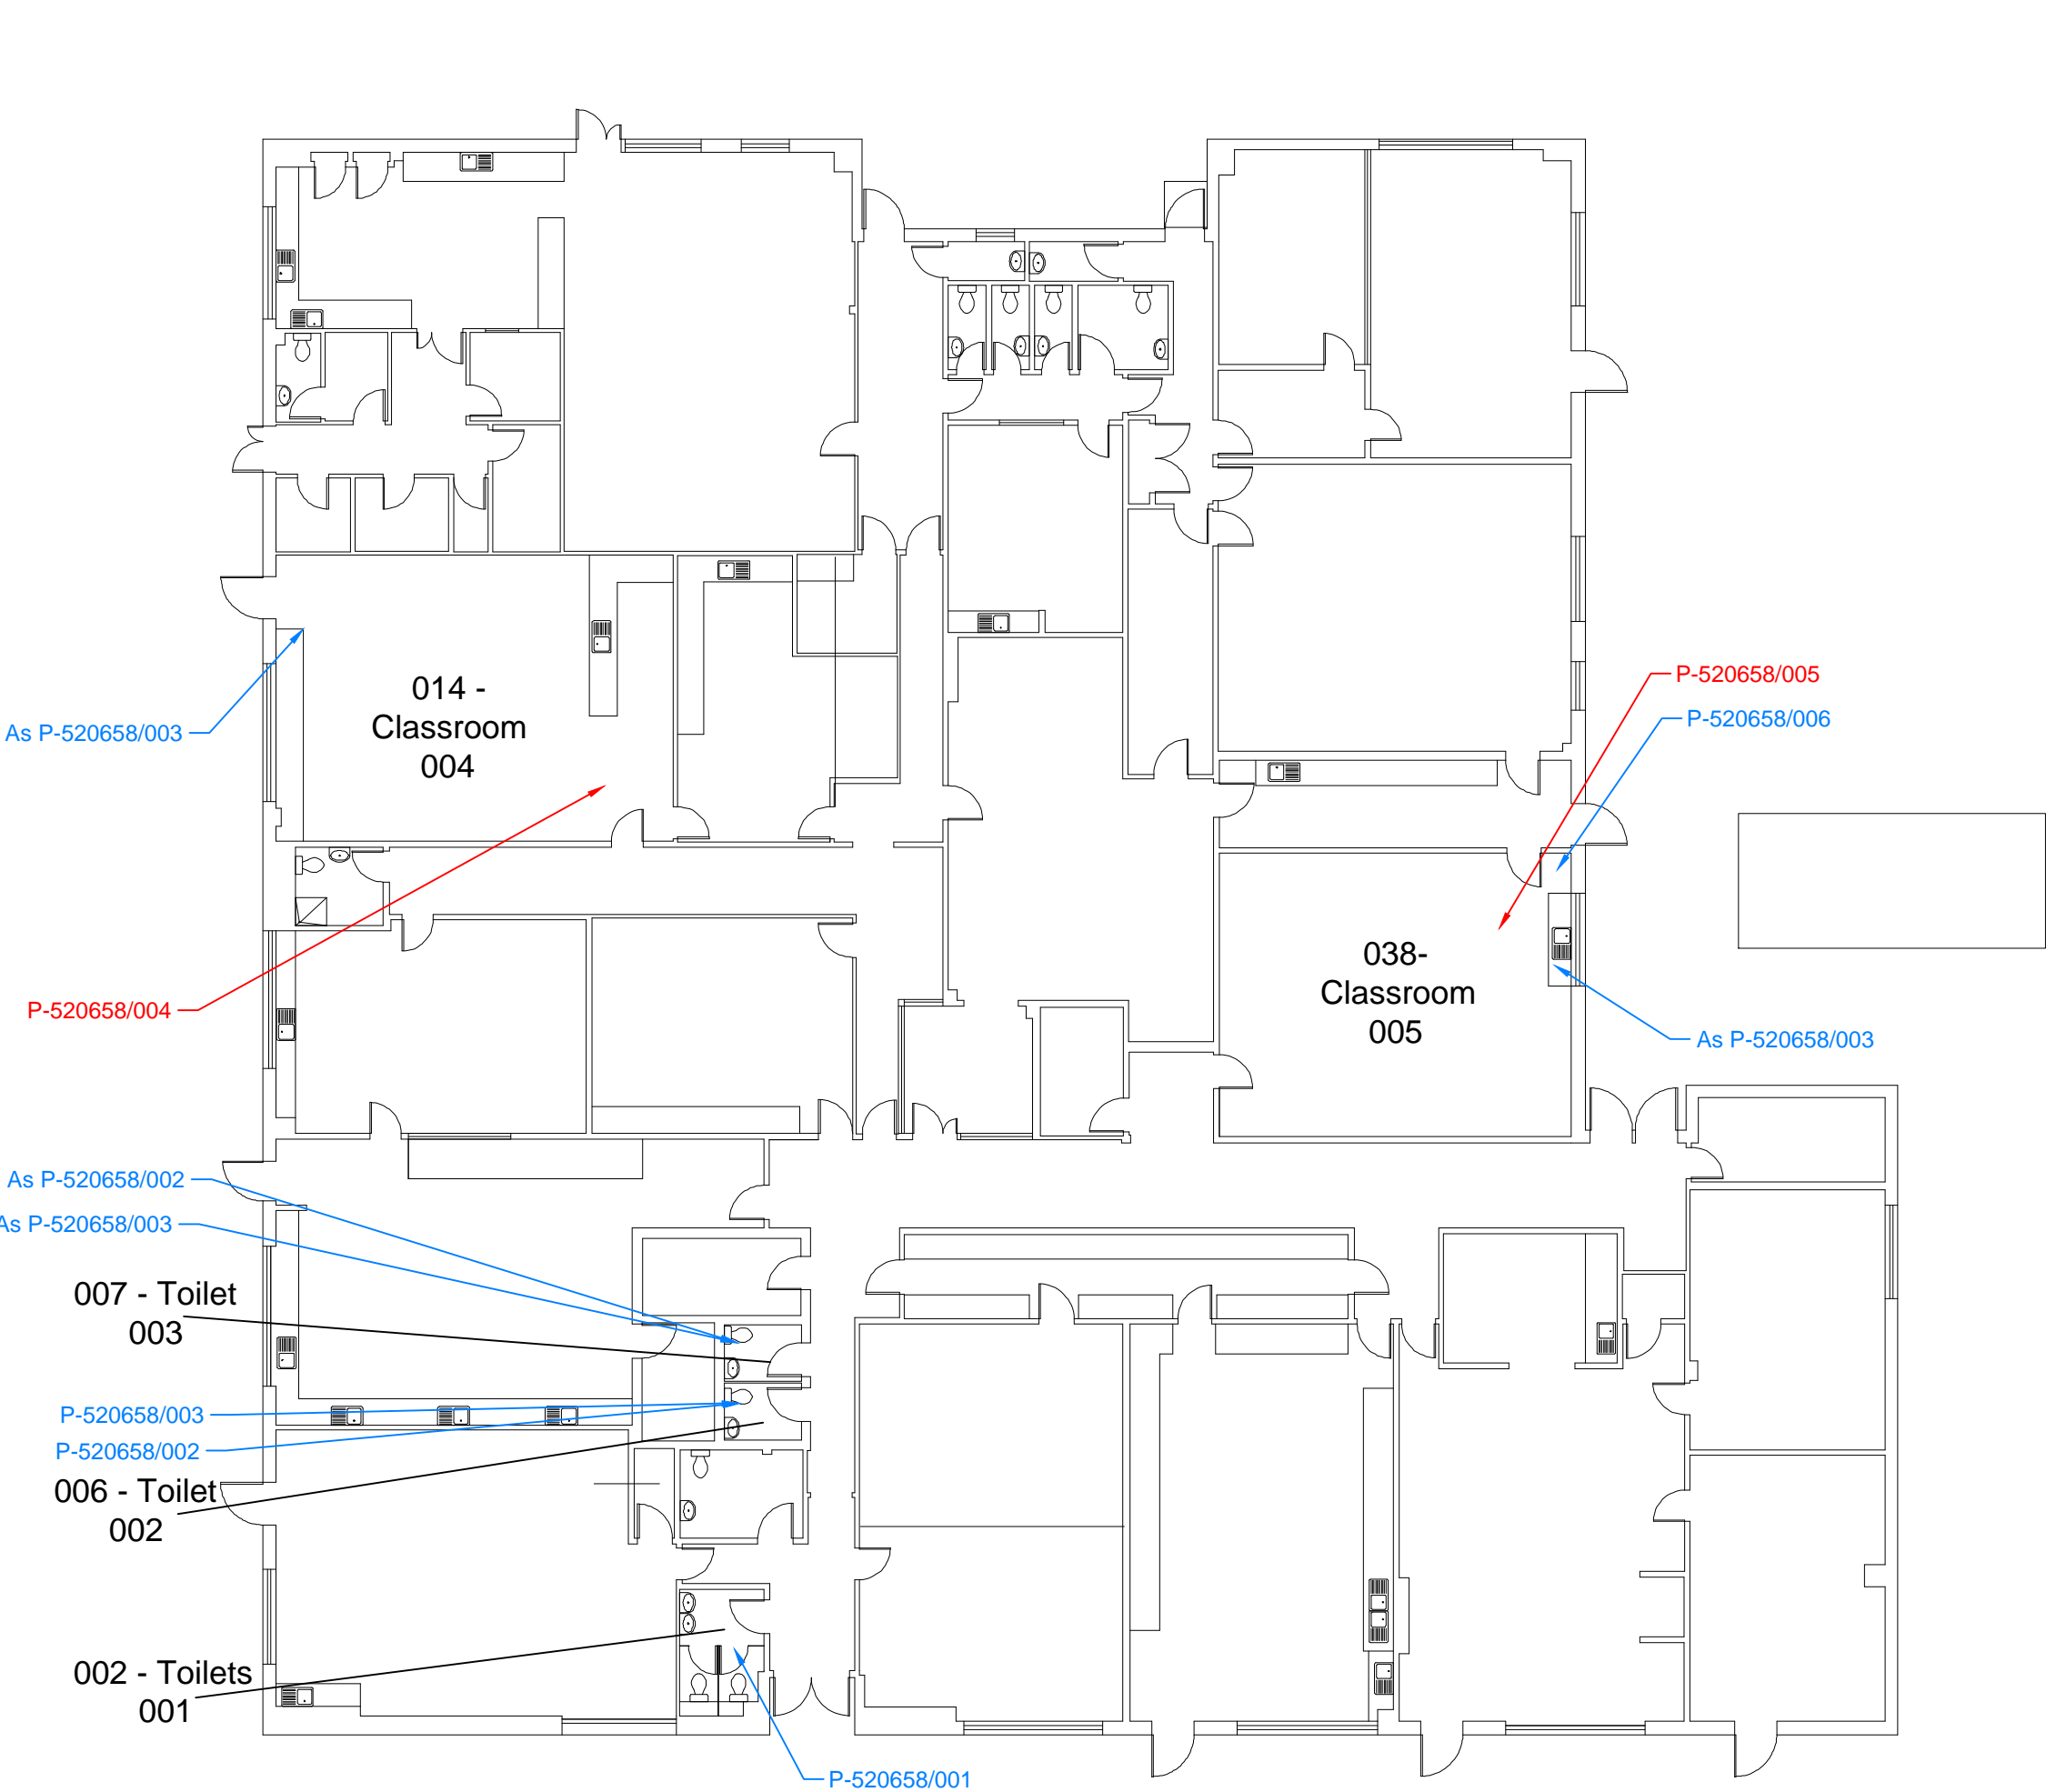 P-520658/005
014 -
Classroom
004
P-520658/006
As P-520658/003
038-
Classroom
005
P-520658/004
As P-520658/003
As P-520658/002
As P-520658/003
007 - Toilet
003
P-520658/003
P-520658/002
006 - Toilet
002
002 - Toilets
001
P-520658/001